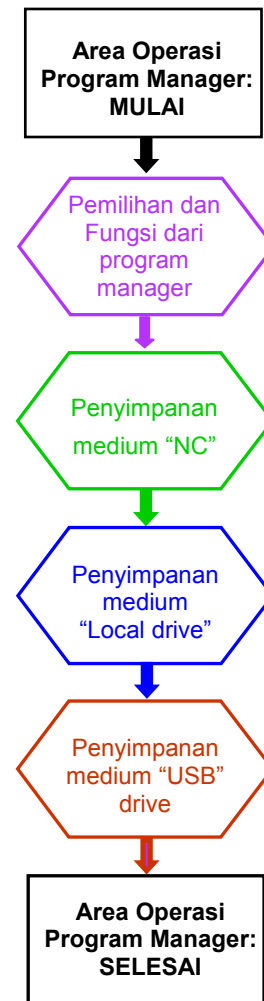 Area Operasi
Program Manager:
MULAI
Pemilihan dan
Fungsi dari
program
manager
Penyimpanan
medium “NC”
Penyimpanan
medium
“Local drive”
Penyimpanan
medium “USB”
drive
Area Operasi
Program Manager:
SELESAI